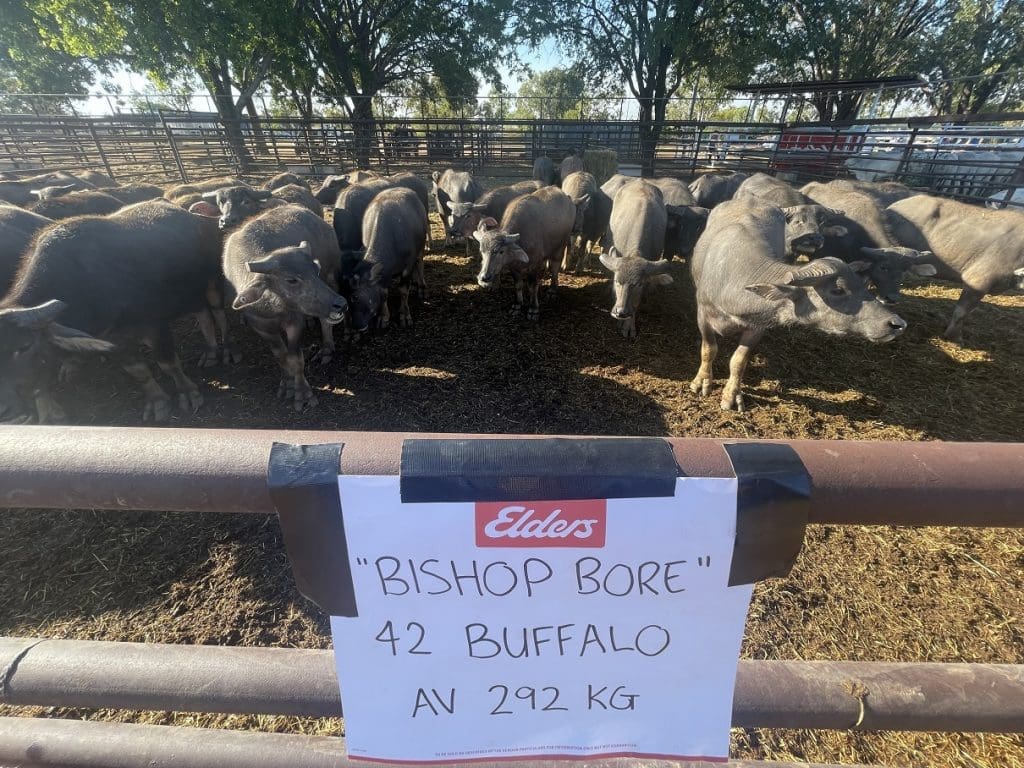 Elders
"BISHOP BORE"
42 BUFFALO
AV 292 KG